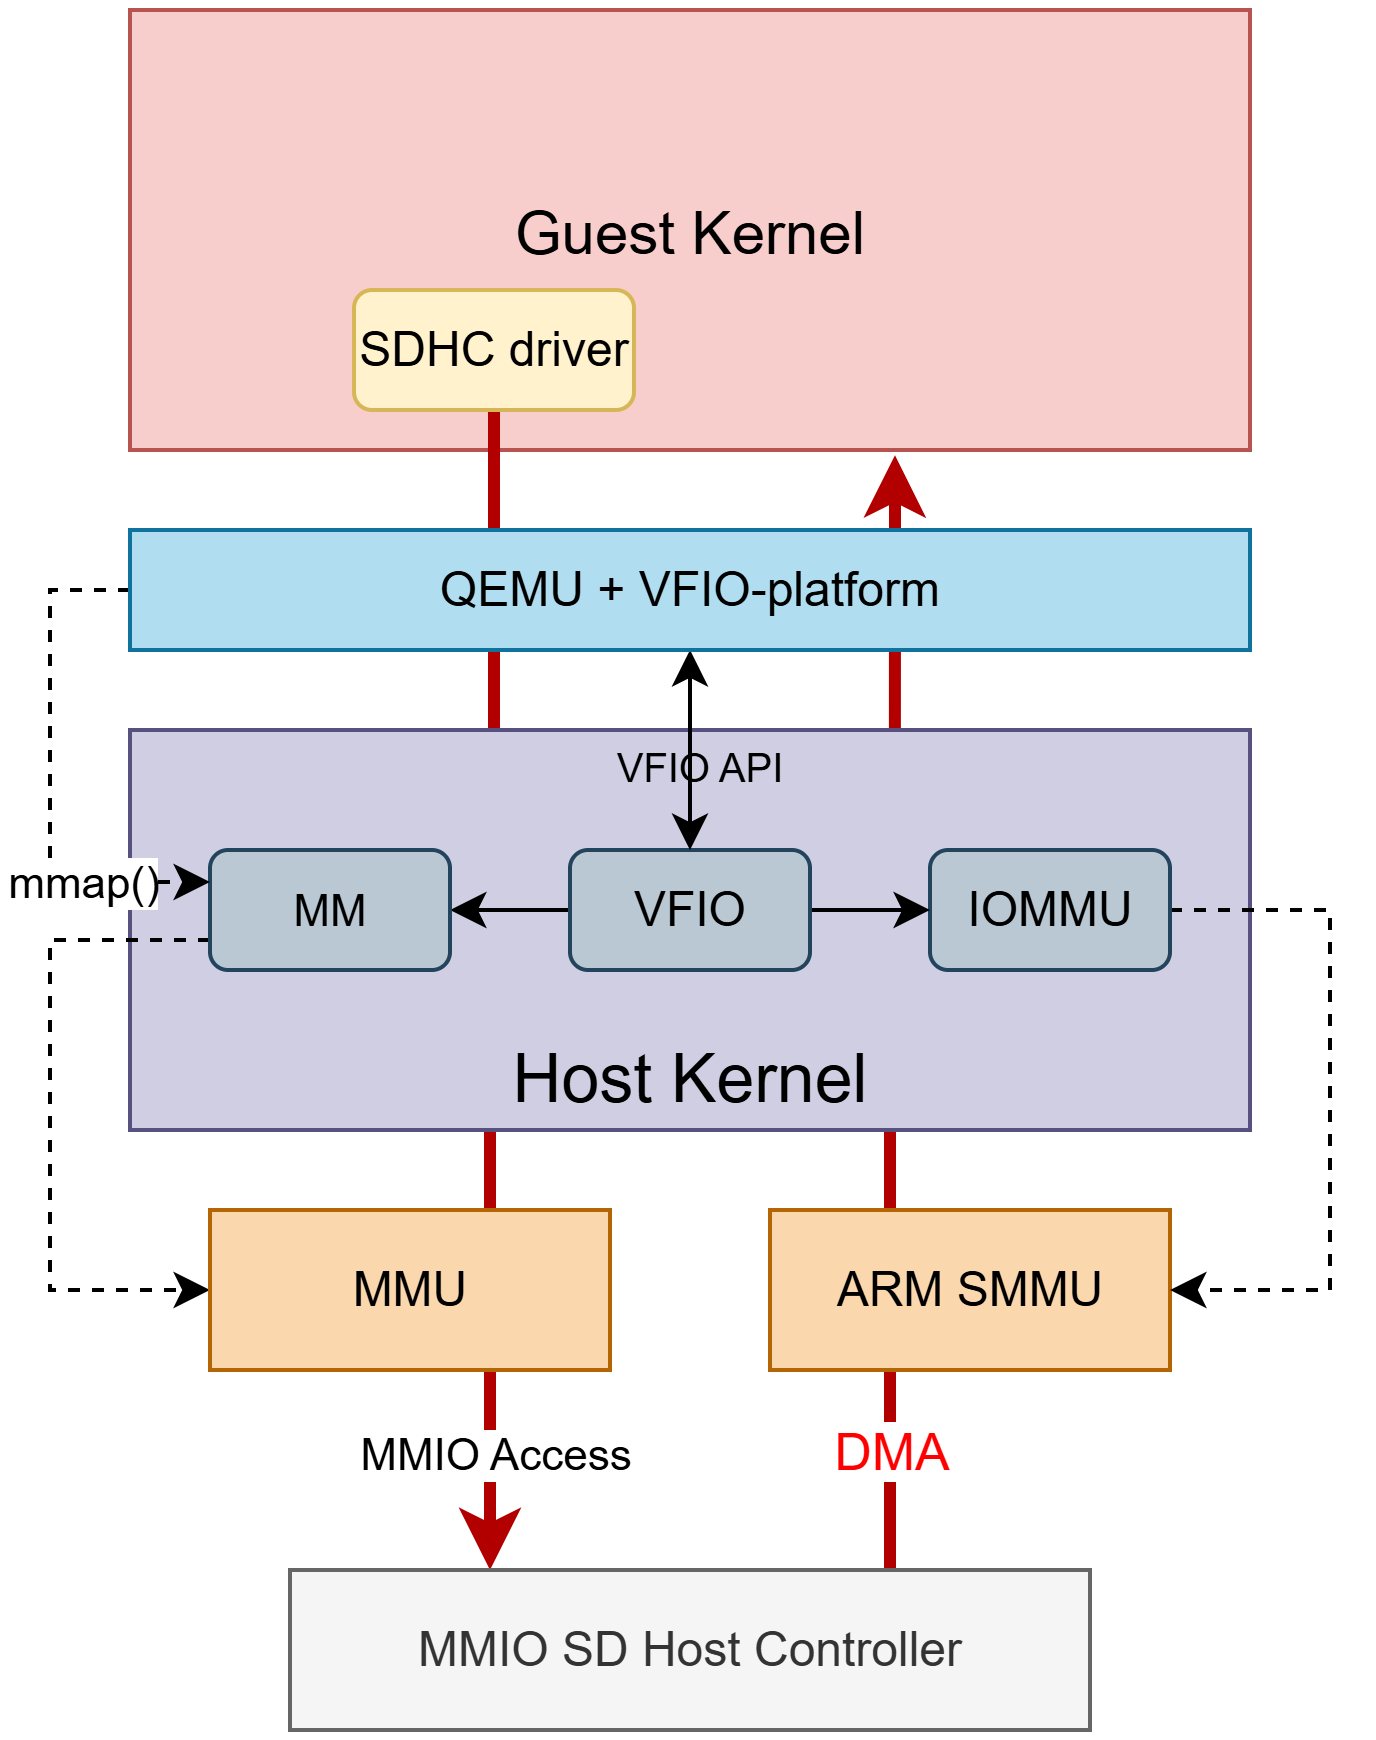 Guest Kernel
SDHC driver
QEMU + VFIO-platform
VFIO API
mmap()
MM
VFIO
IOMMU
Host Kernel
MMU
ARM SMMU
MMIO Access
DMA
MMIO SD Host Controller